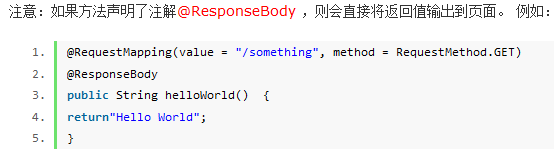 注意：如果方法声明了注解@ResponseBody ，则会直接将返回值输出到页面。 例如：
1. @RequestMapping(value = "/something", method = RequestMethod.GET)
2. @ResponseBody
3. public String helloWorld()  {
4. return"Hello World";
5. }